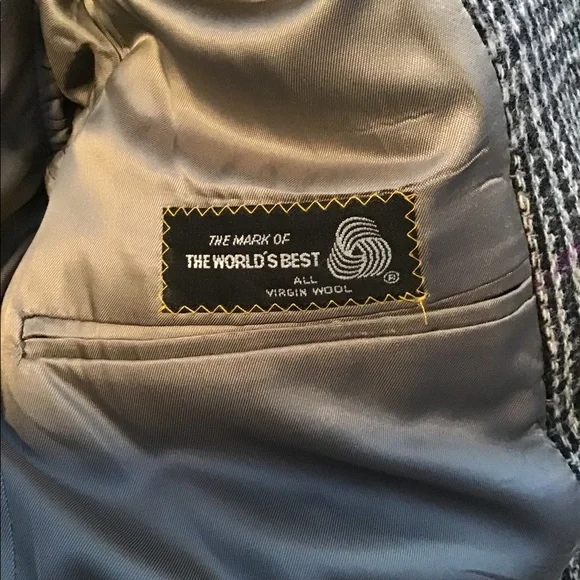 THE MARK OF
THE WORLD'S BEST
ALL
VIRGIN WOOL
®